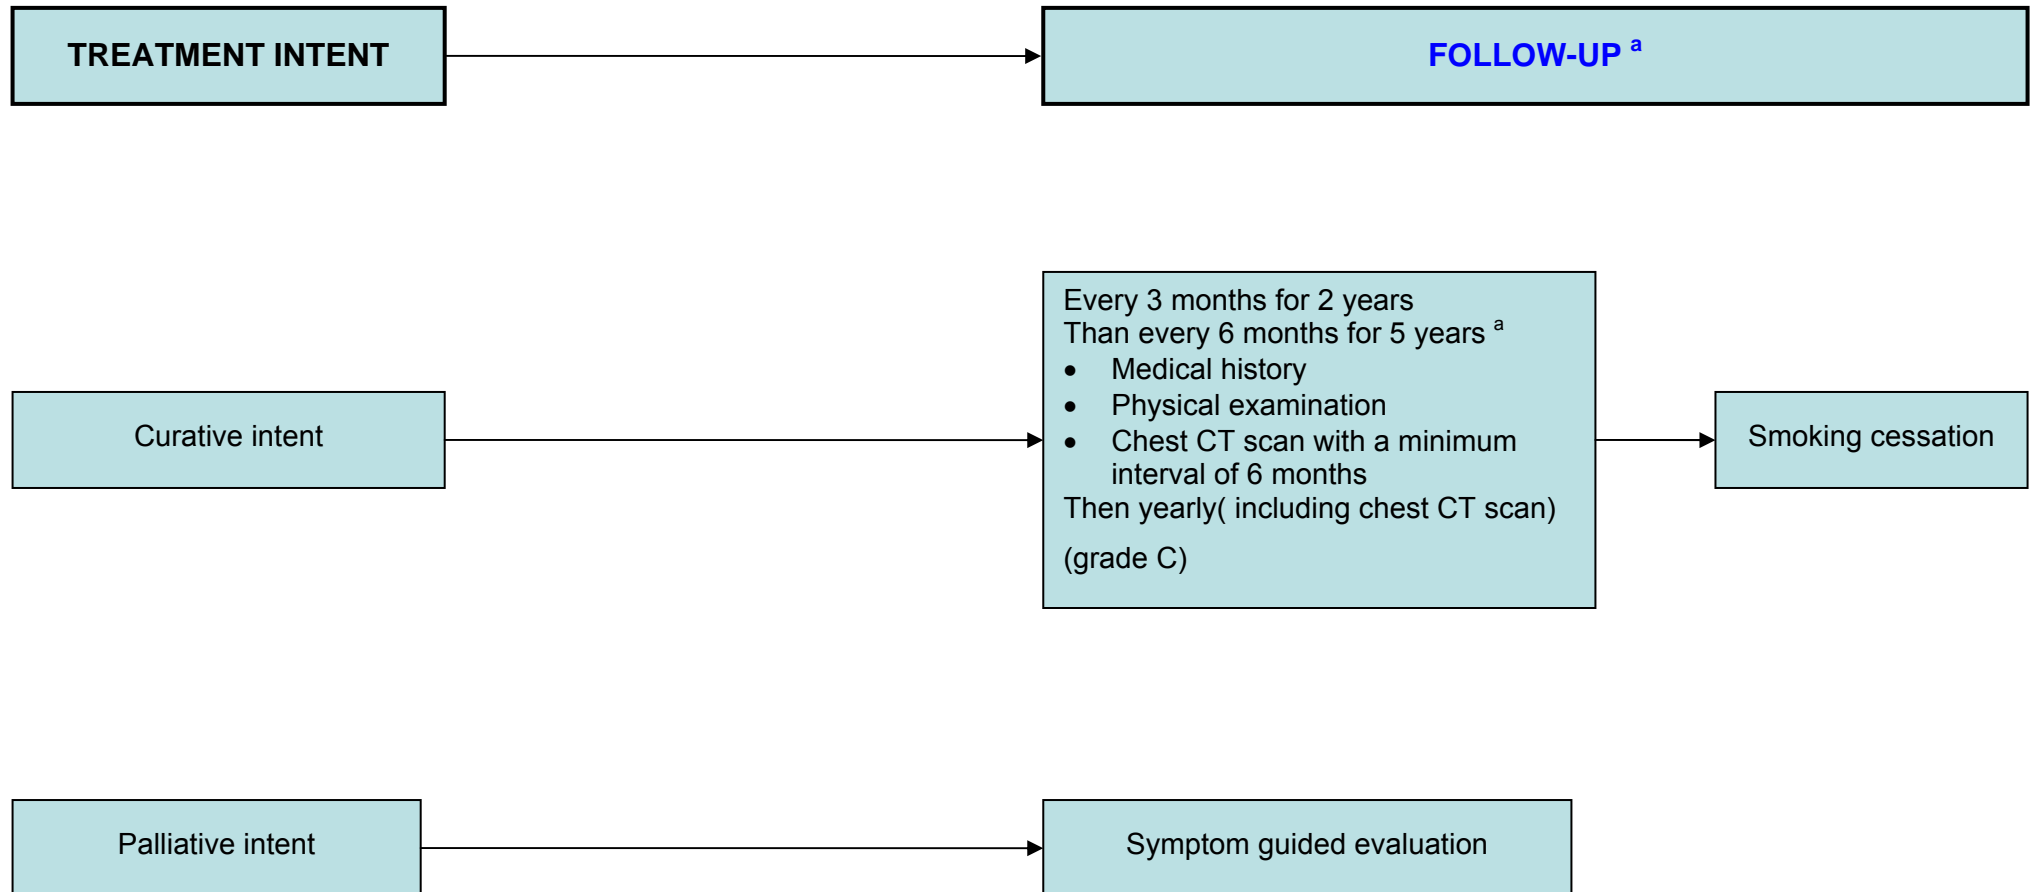 TREATMENT INTENT
FOLLOW-UP a
Every 3 months for 2 years
Than every 6 months for 5 years a
• Medical history
• Physical examination
• Chest CT scan with a minimum
interval of 6 months
Then yearly( including chest CT scan)
(grade C)
Curative intent
Smoking cessation
Palliative intent
Symptom guided evaluation